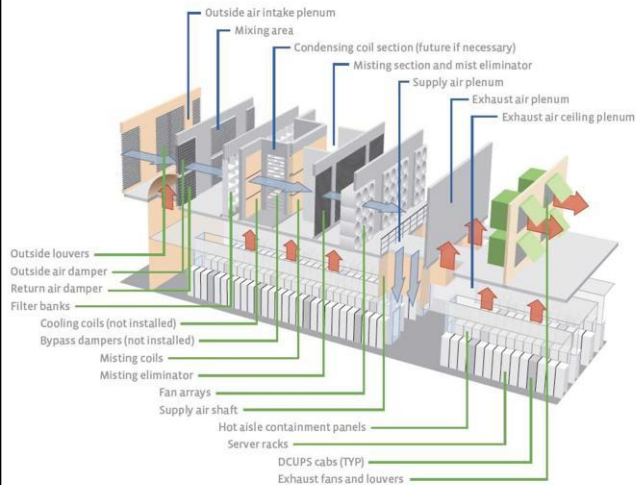 Outside air intake plenum
Mixing area
Condensing coil section (future if necessary)
Misting section and mist eliminator
Supply air plenum
Exhaust air plenum
Exhaust air ceiling plenum
Outside louvers
Outside air damper
Return air damper
Filter banks
Cooling coils (not installed)
Bypass dampers (not installed)
Misting coils
Misting eliminator
Fan arrays
Supply air shaft
Hot aisle containment panels
Server racks
DCUPS cabs (TYP)
Exhaust fans and louvers